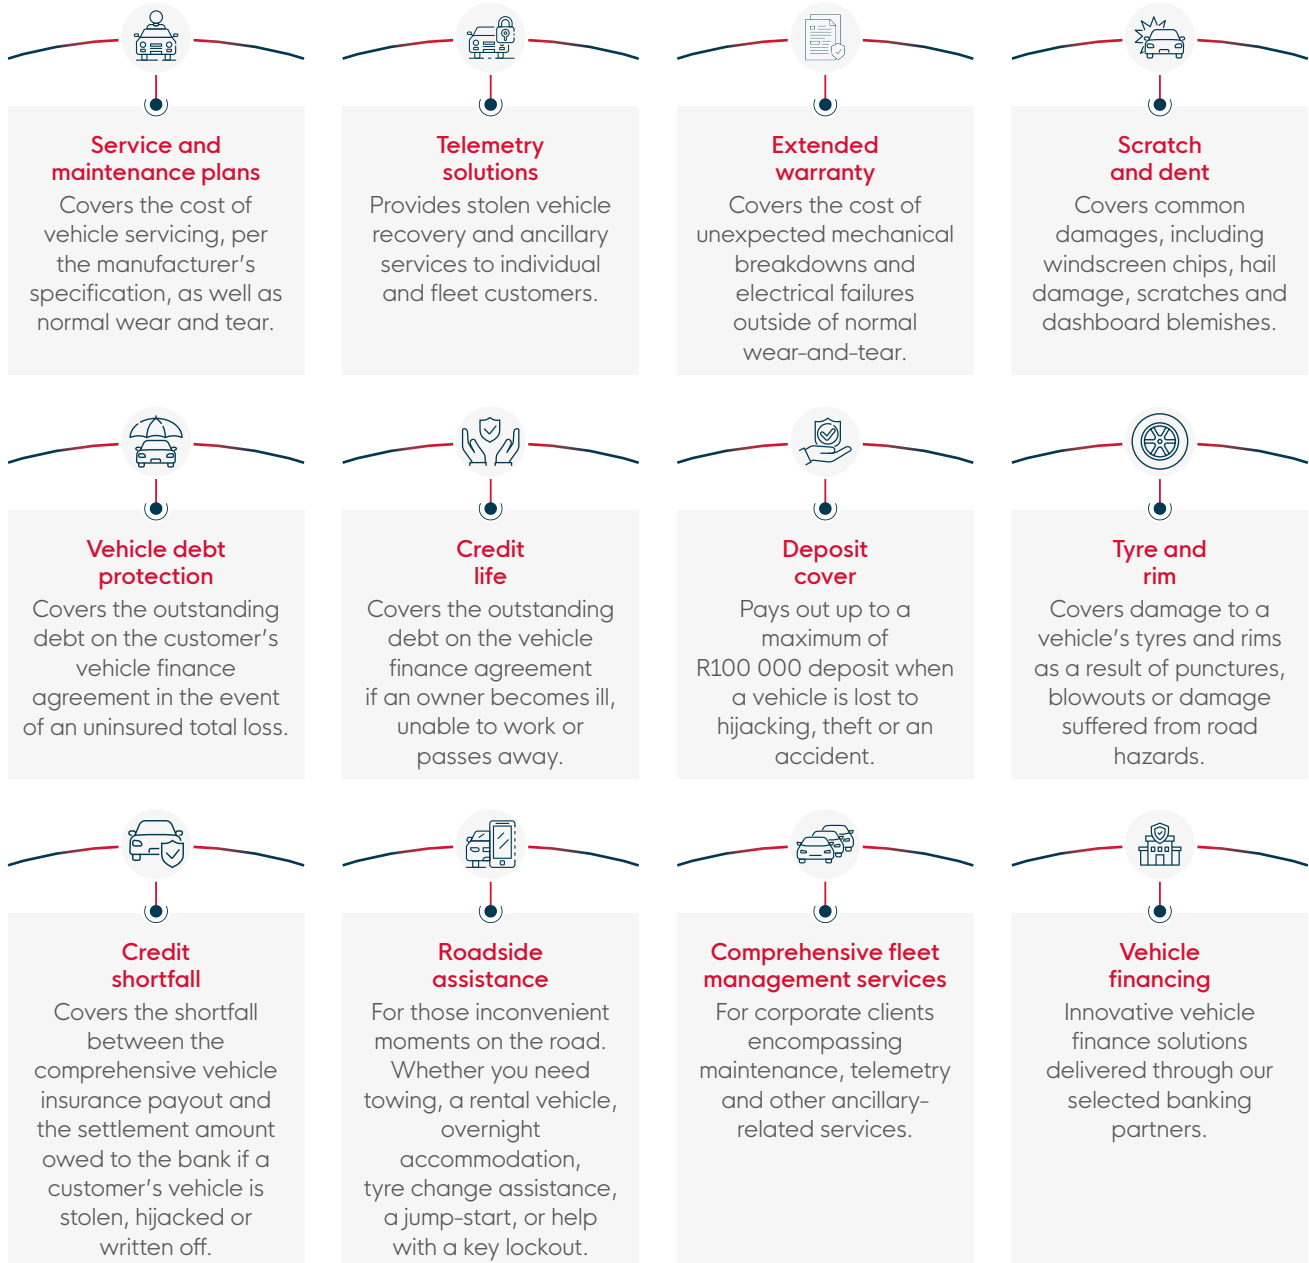 Service and
maintenance plans
Covers the cost of
vehicle servicing, per
the manufacturer's
specification, as well as
normal wear and tear.
Telemetry
solutions
Provides stolen vehicle
recovery and ancillary
services to individual
and fleet customers.
Extended
warranty
Covers the cost of
unexpected mechanical
breakdowns and
electrical failures
outside of normal
wear-and-tear.
Scratch
and dent
Covers common
damages, including
windscreen chips, hail
damage, scratches and
dashboard blemishes.
Vehicle debt
protection
Covers the outstanding
debt on the customer's
vehicle finance
agreement in the event
of an uninsured total loss.
Credit
life
Covers the outstanding
debt on the vehicle
finance agreement
if an owner becomes ill,
unable to work or
passes away.
Deposit
cover
Pays out up to a
maximum of
R100 000 deposit when
a vehicle is lost to
hijacking, theft or an
accident.
Tyre and
rim
Covers damage to a
vehicle's tyres and rims
as a result of punctures,
blowouts or damage
suffered from road
hazards.
Credit
shortfall
Covers the shortfall
between the
comprehensive vehicle
insurance payout and
the settlement amount
owed to the bank if a
customer's vehicle is
stolen, hijacked or
written off.
Roadside
assistance
For those inconvenient
moments on the road.
Whether you need
towing, a rental vehicle,
overnight
accommodation,
tyre change assistance,
a jump-start, or help
with a key lockout.
Comprehensive fleet
management services
For corporate clients
encompassing
maintenance, telemetry
and other ancillary-
related services.
Vehicle
financing
Innovative vehicle
finance solutions
delivered through our
selected banking
partners.